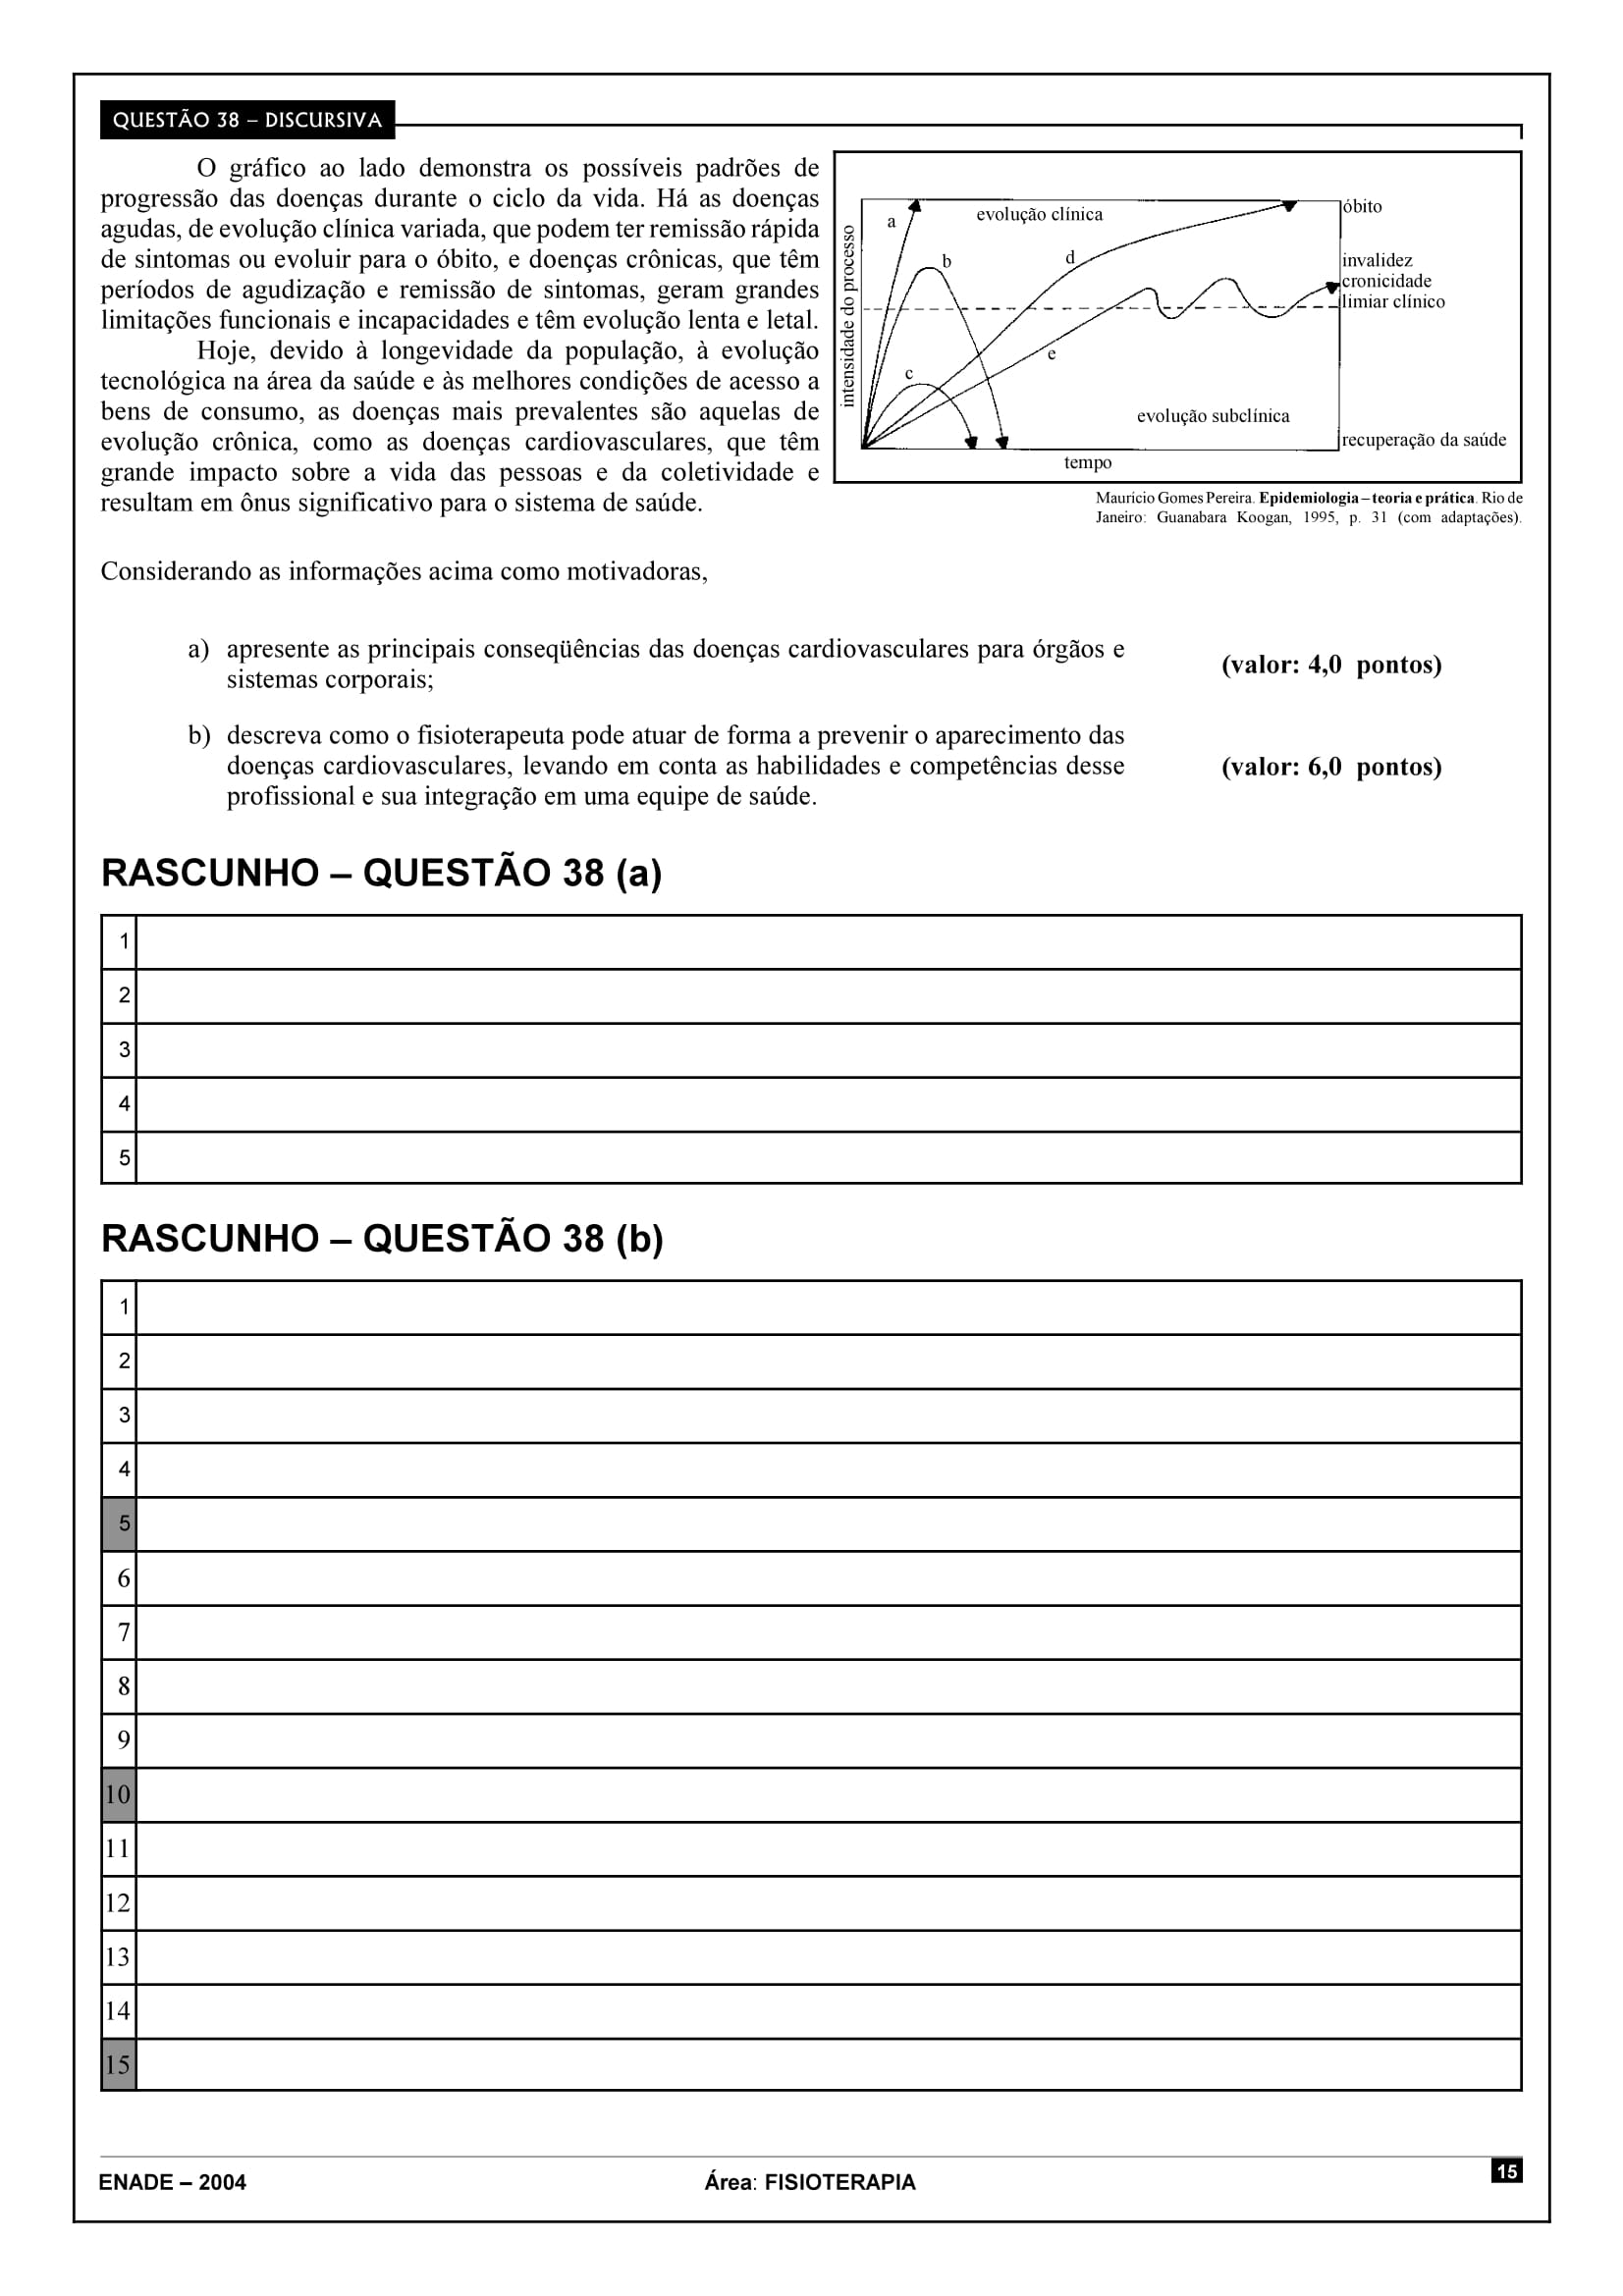 QUESTÃO 38 – DISCURSIVA
O gráfico ao lado demonstra os possíveis padrões de
progressão das doenças durante o ciclo da vida. Há as doenças
agudas, de evolução clínica variada, que podem ter remissão rápida
de sintomas ou evoluir para o óbito, e doenças crônicas, que têm
períodos de agudização e remissão de sintomas, geram grandes
limitações funcionais e incapacidades e têm evolução lenta e letal.
Hoje, devido à longevidade da população, à evolução
tecnológica na área da saúde e às melhores condições de acesso a
bens de consumo, as doenças mais prevalentes são aquelas de
evolução crônica, como as doenças cardiovasculares, que têm
grande impacto sobre a vida das pessoas e da coletividade e
resultam em ônus significativo para o sistema de saúde.
intensidade do processo
a
evolução clínica
b
d
c
e
evolução subclínica
óbito
invalidez
cronicidade
limiar clínico
recuperação da saúde
tempo
Maurício Gomes Pereira. Epidemiologia – teoria e prática. Rio de
Janeiro: Guanabara Koogan, 1995, p. 31 (com adaptações).
Considerando as informações acima como motivadoras,
a) apresente as principais conseqüências das doenças cardiovasculares para órgãos e
sistemas corporais;
(valor: 4,0 pontos)
b) descreva como o fisioterapeuta pode atuar de forma a prevenir o aparecimento das
doenças cardiovasculares, levando em conta as habilidades e competências desse
profissional e sua integração em uma equipe de saúde.
(valor: 6,0 pontos)
RASCUNHO – QUESTÃO 38 (a)
1
2
3
4
5
RASCUNHO – QUESTÃO 38 (b)
1
2
3
4
5
6
7
8
9
10
11
12
13
14
15
ENADE – 2004
Área: FISIOTERAPIA
15